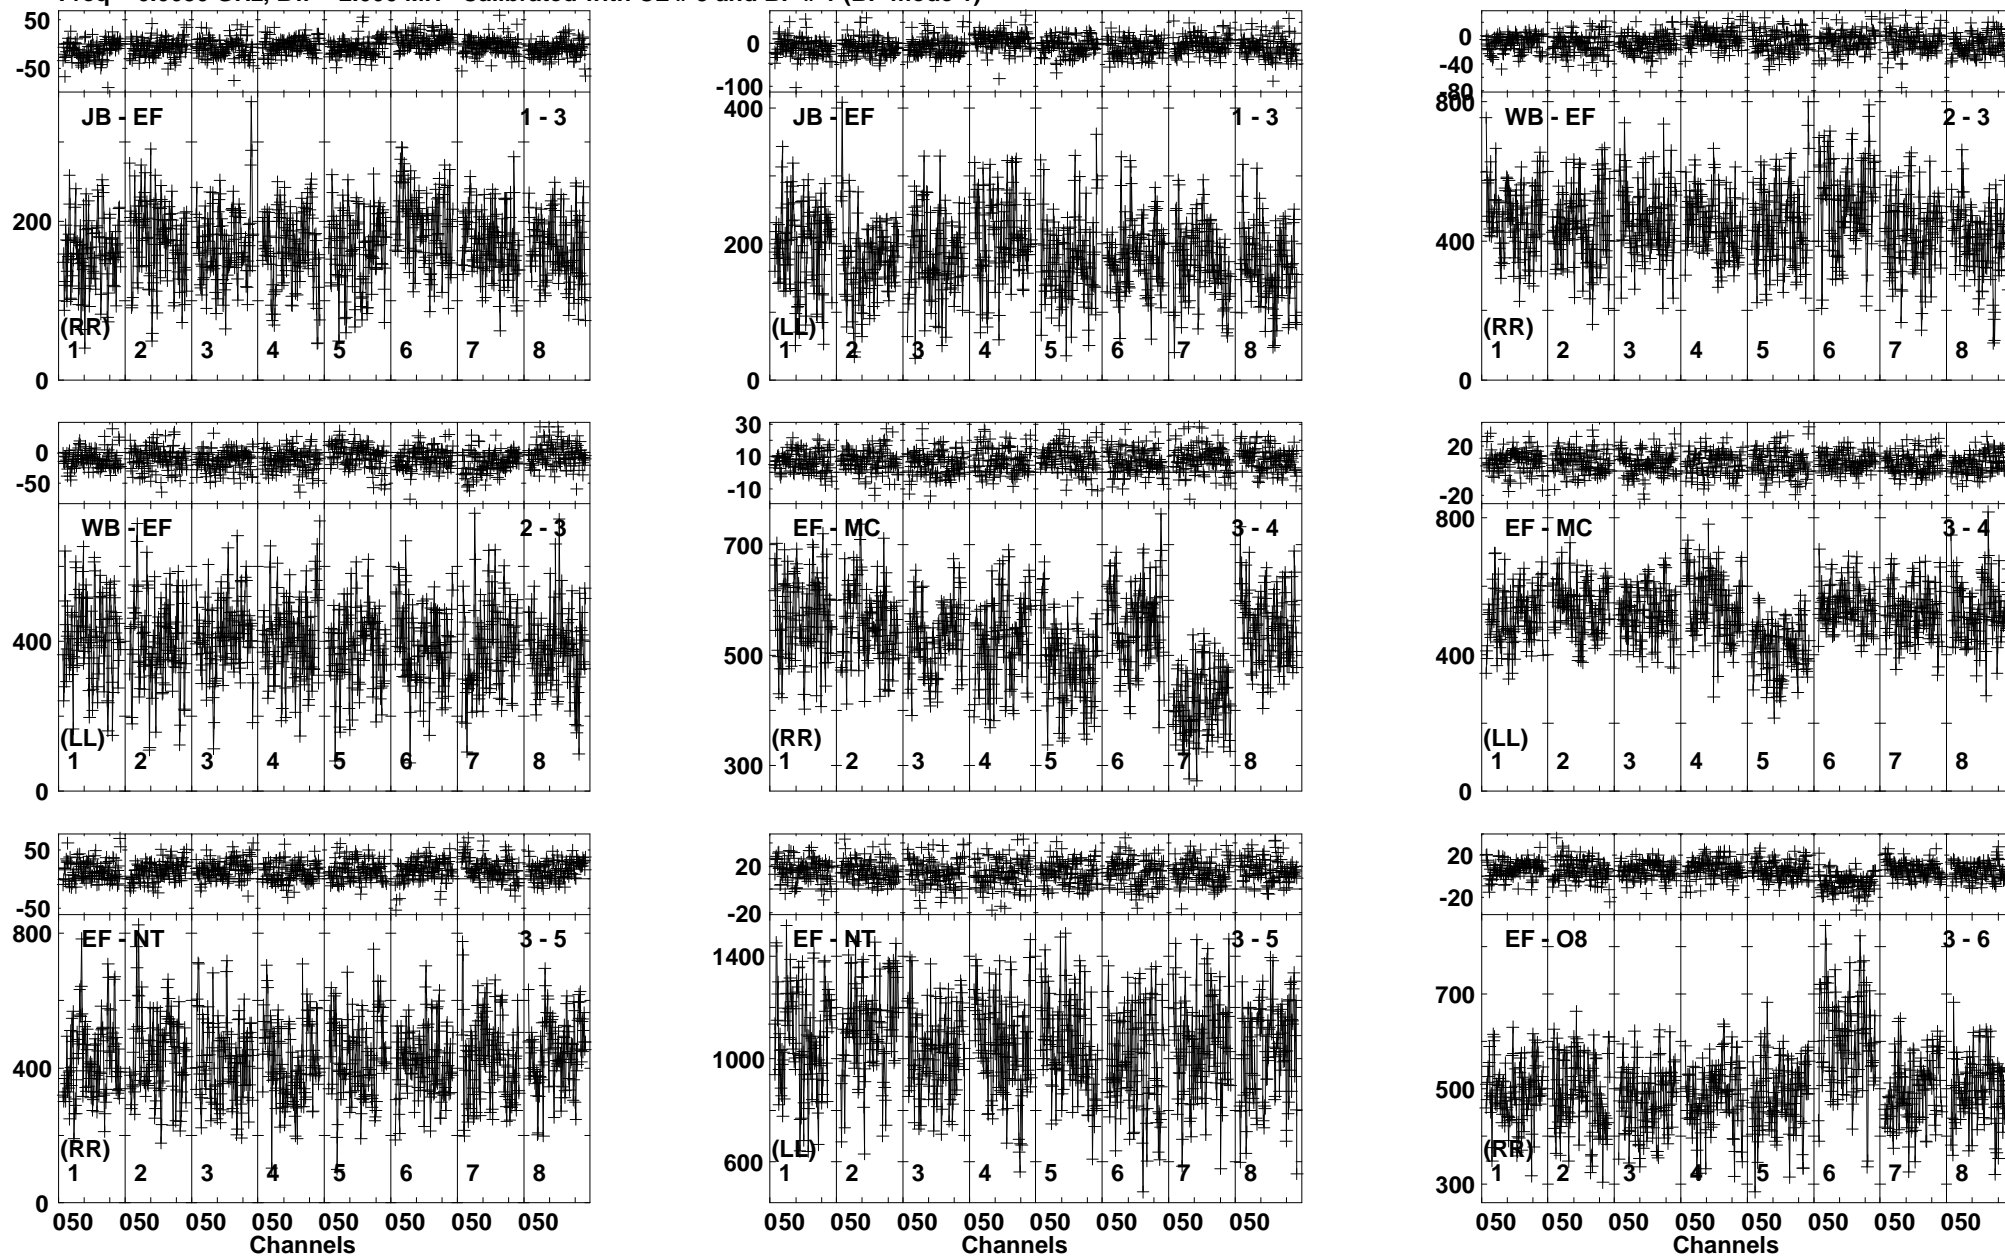 50
-50
JB - EF 1 - 3
200
(RR)
1 2 3 4 5 6 7 8
0
0
-100
400
JB - EF 1 - 3
200
(LL)
1 2 3 4 5 6 7 8
0
0
-40
-80
800
WB - EF 2 - 3
400
(RR)
1 2 3 4 5 6 7 8
0
0
-50
WB - EF 2 - 3
400
(LL)
1 2 3 4 5 6 7 8
0
30
10
-10
EF - MC 3 - 4
700
500
(RR)
300 1 2 3 4 5 6 7 8
20
-20
800
EF - MC 3 - 4
400
(LL)
1 2 3 4 5 6 7 8
0
50
-50
800
EF - NT 3 - 5
400
(RR)
1 2 3 4 5 6 7 8
0
050 050 050 050 050 050 050 050
Channels
20
-20
EF - NT 3 - 5
1400
1000
(LL)
600 1 2 3 4 5 6 7 8
050 050 050 050 050 050 050 050
Channels
20
-20
EF - O8 3 - 6
700
500
(RR)
300 1 2 3 4 5 6 7 8
050 050 050 050 050 050 050 050
Channels